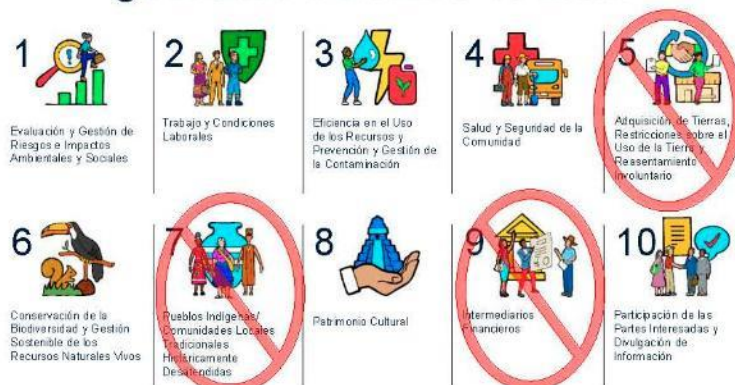 1
Evaluación y Gestión de
Riesgos e Impactos
Ambientales y Sociales
2
Trabajo y Condiciones
Laborales
3
Eficiencia en el Uso
de los Recursos y
Prevención y Gestión de
la Contaminación
4
Salud y Seguridad de la
Comunidad
5
Adquisición de Tierras,
Restricciones sobre el
Uso de la Tierra y
Reasentamiento
Involuntario
6
Conservación de la
Biodiversidad y Gestión
Sostenible de los
Recursos Naturales Vivos
7
Pueblos Indígenas/
Comunidades Locales
Tradicionales
Históricamente
Desatendidas
8
Patrimonio Cultural
9
Intermediarios
Financieros
10
Participación de las
Partes Interesadas y
Divulgación de
Información